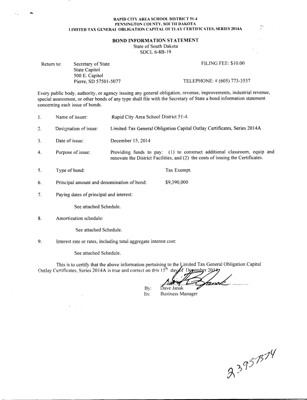 RAPID CITY AREA SCHOOL DISTRICT 51-4
PENNINGTON COUNTY, SOUTH DAKOTA
LIMITED TAX GENERAL OBLIGATION CAPITAL OUTLAY CERTIFICATES, SERIES 2014A
BOND INFORMATION STATEMENT
State of South Dakota
SDCL 6-8B-19
Return to: Secretary of State FILING FEE: $10.00
State Capitol
500 E. Capitol
Pierre, SD 57501-5077 TELEPHONE: # (605) 773-3537
Every public body, authority, or agency issuing any general obligation, revenue, improvements, industrial revenue,
special assessment, or other bonds of any type shall file with the Secretary of State a bond information statement
concerning each issue of bonds.
1. Name of issuer: Rapid City Area School District 51-4.
2. Designation of issue: Limited Tax General Obligation Capital Outlay Certificates, Series 2014A
3. Date of issue: December 15, 2014
4. Purpose of issue: Providing funds to pay: (1) to construct additional classroom, equip and
renovate the District Facilities, and (2) the costs of issuing the Certificates.
5. Type of bond: Tax Exempt.
6. Principal amount and denomination of bond: $9,390,000
7. Paying dates of principal and interest:
See attached Schedule.
8. Amortization schedule:
See attached Schedule.
9. Interest rate or rates, including total aggregate interest cost:
See attached Schedule.
This is to certify that the above information pertaining to the Limited Tax General Obligation Capital
Outlay Certificates, Series 2014A is true and correct on this 15th day of December 2014.
By: Dave Janak
Its: Business Manager